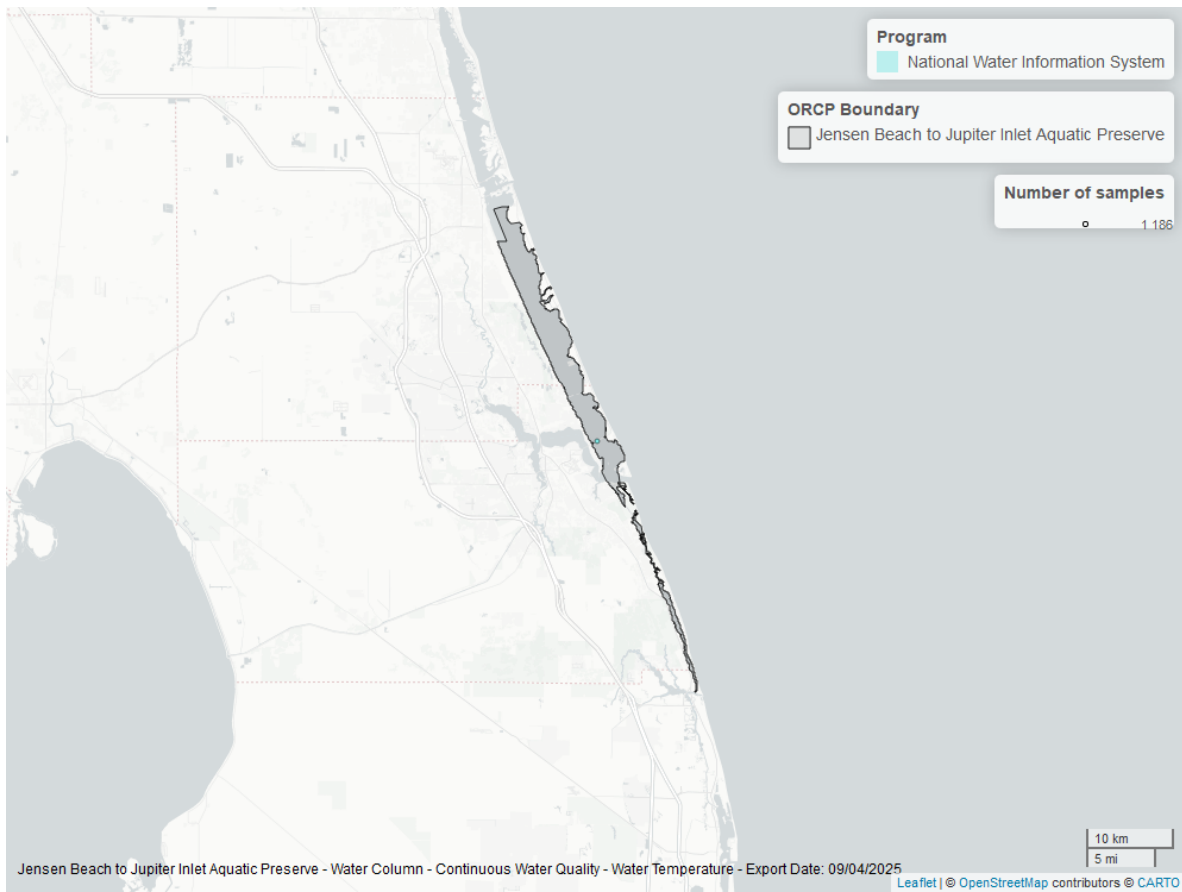 Program
National Water Information System
ORCP Boundary
Jensen Beach to Jupiter Inlet Aquatic Preserve
Number of samples
1 186
10 km
5 mi
Jensen Beach to Jupiter Inlet Aquatic Preserve - Water Column - Continuous Water Quality - Water Temperature - Export Date: 09/04/2025
Leaflet | © OpenStreetMap contributors © CARTO